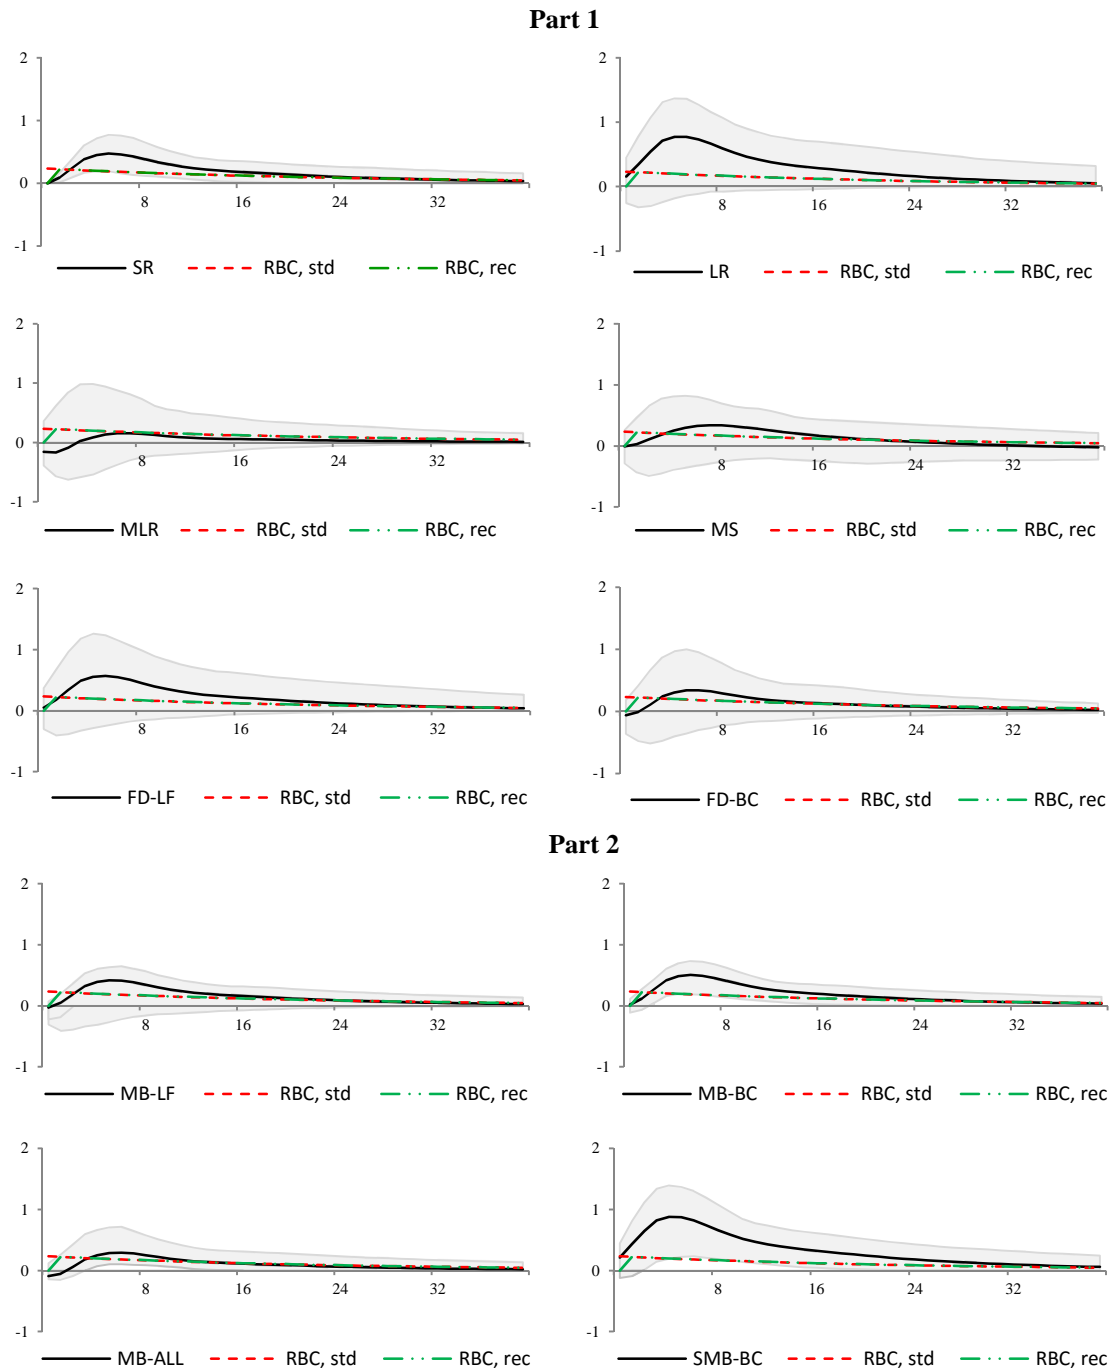 Part 1
2
1
0
-1
8 16 24 32
SR RBC, std RBC, rec
2
1
0
-1
8 16 24 32
LR RBC, std RBC, rec
2
1
0
-1
8 16 24 32
MLR RBC, std RBC, rec
2
1
0
-1
8 16 24 32
MS RBC, std RBC, rec
2
1
0
-1
8 16 24 32
FD-LF RBC, std RBC, rec
2
1
0
-1
8 16 24 32
FD-BC RBC, std RBC, rec
Part 2
2
1
0
-1
8 16 24 32
MB-LF RBC, std RBC, rec
2
1
0
-1
8 16 24 32
MB-BC RBC, std RBC, rec
2
1
0
-1
8 16 24 32
MB-ALL RBC, std RBC, rec
2
1
0
-1
8 16 24 32
SMB-BC RBC, std RBC, rec